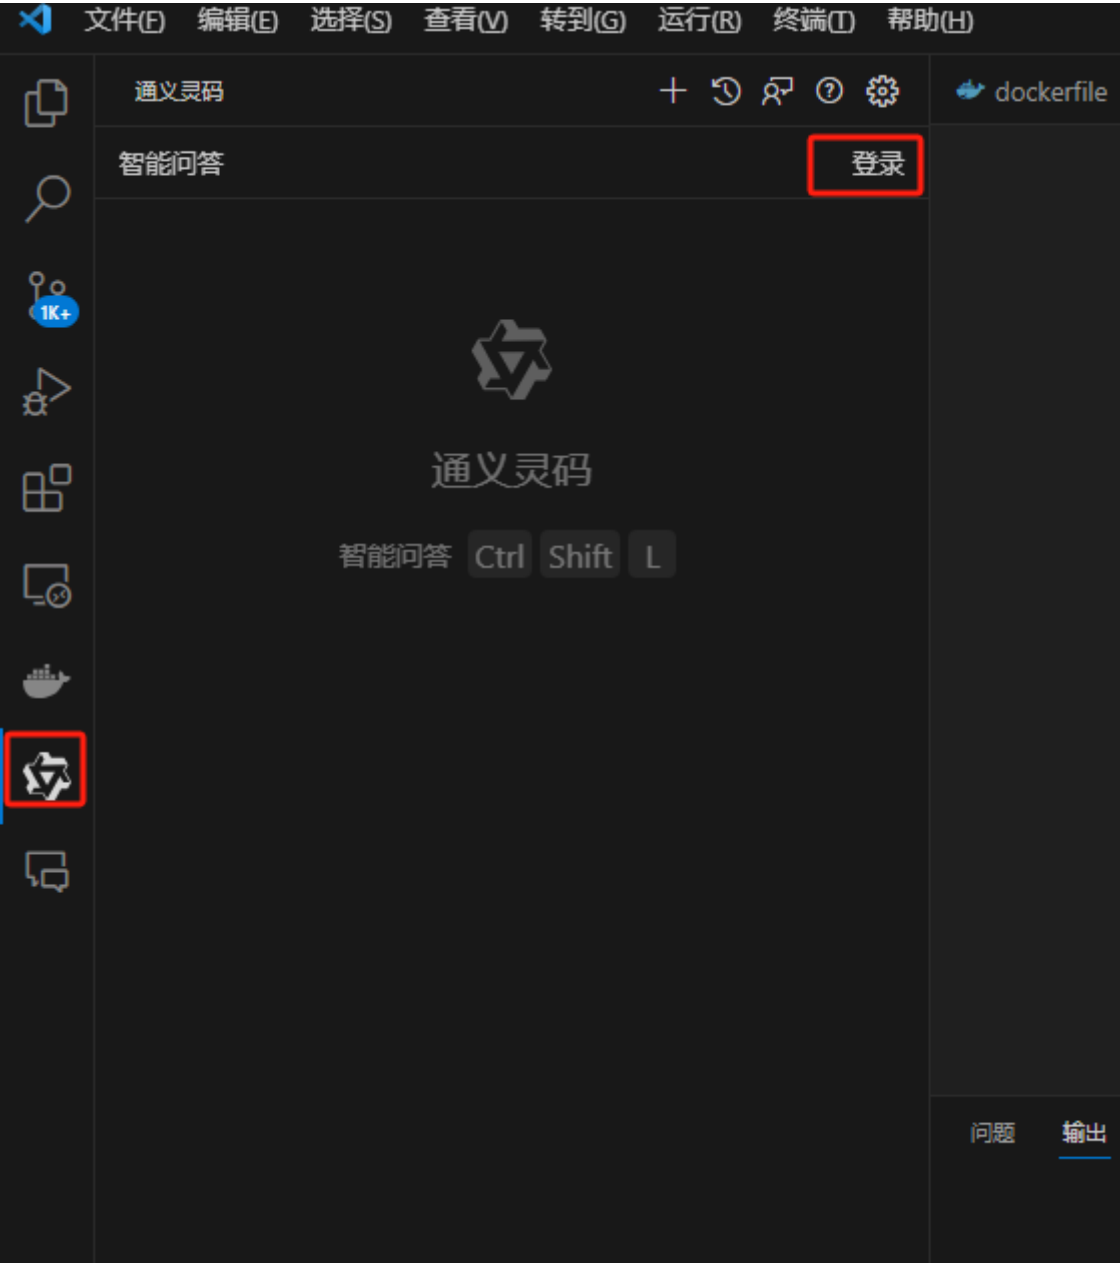 文件(F) 编辑(E) 选择(S) 查看(V) 转到(G) 运行(R) 终端(T) 帮助(H)
通义灵码
dockerfile
智能问答
登录
1K+
通义灵码
智能问答 Ctrl Shift L
问题 输出